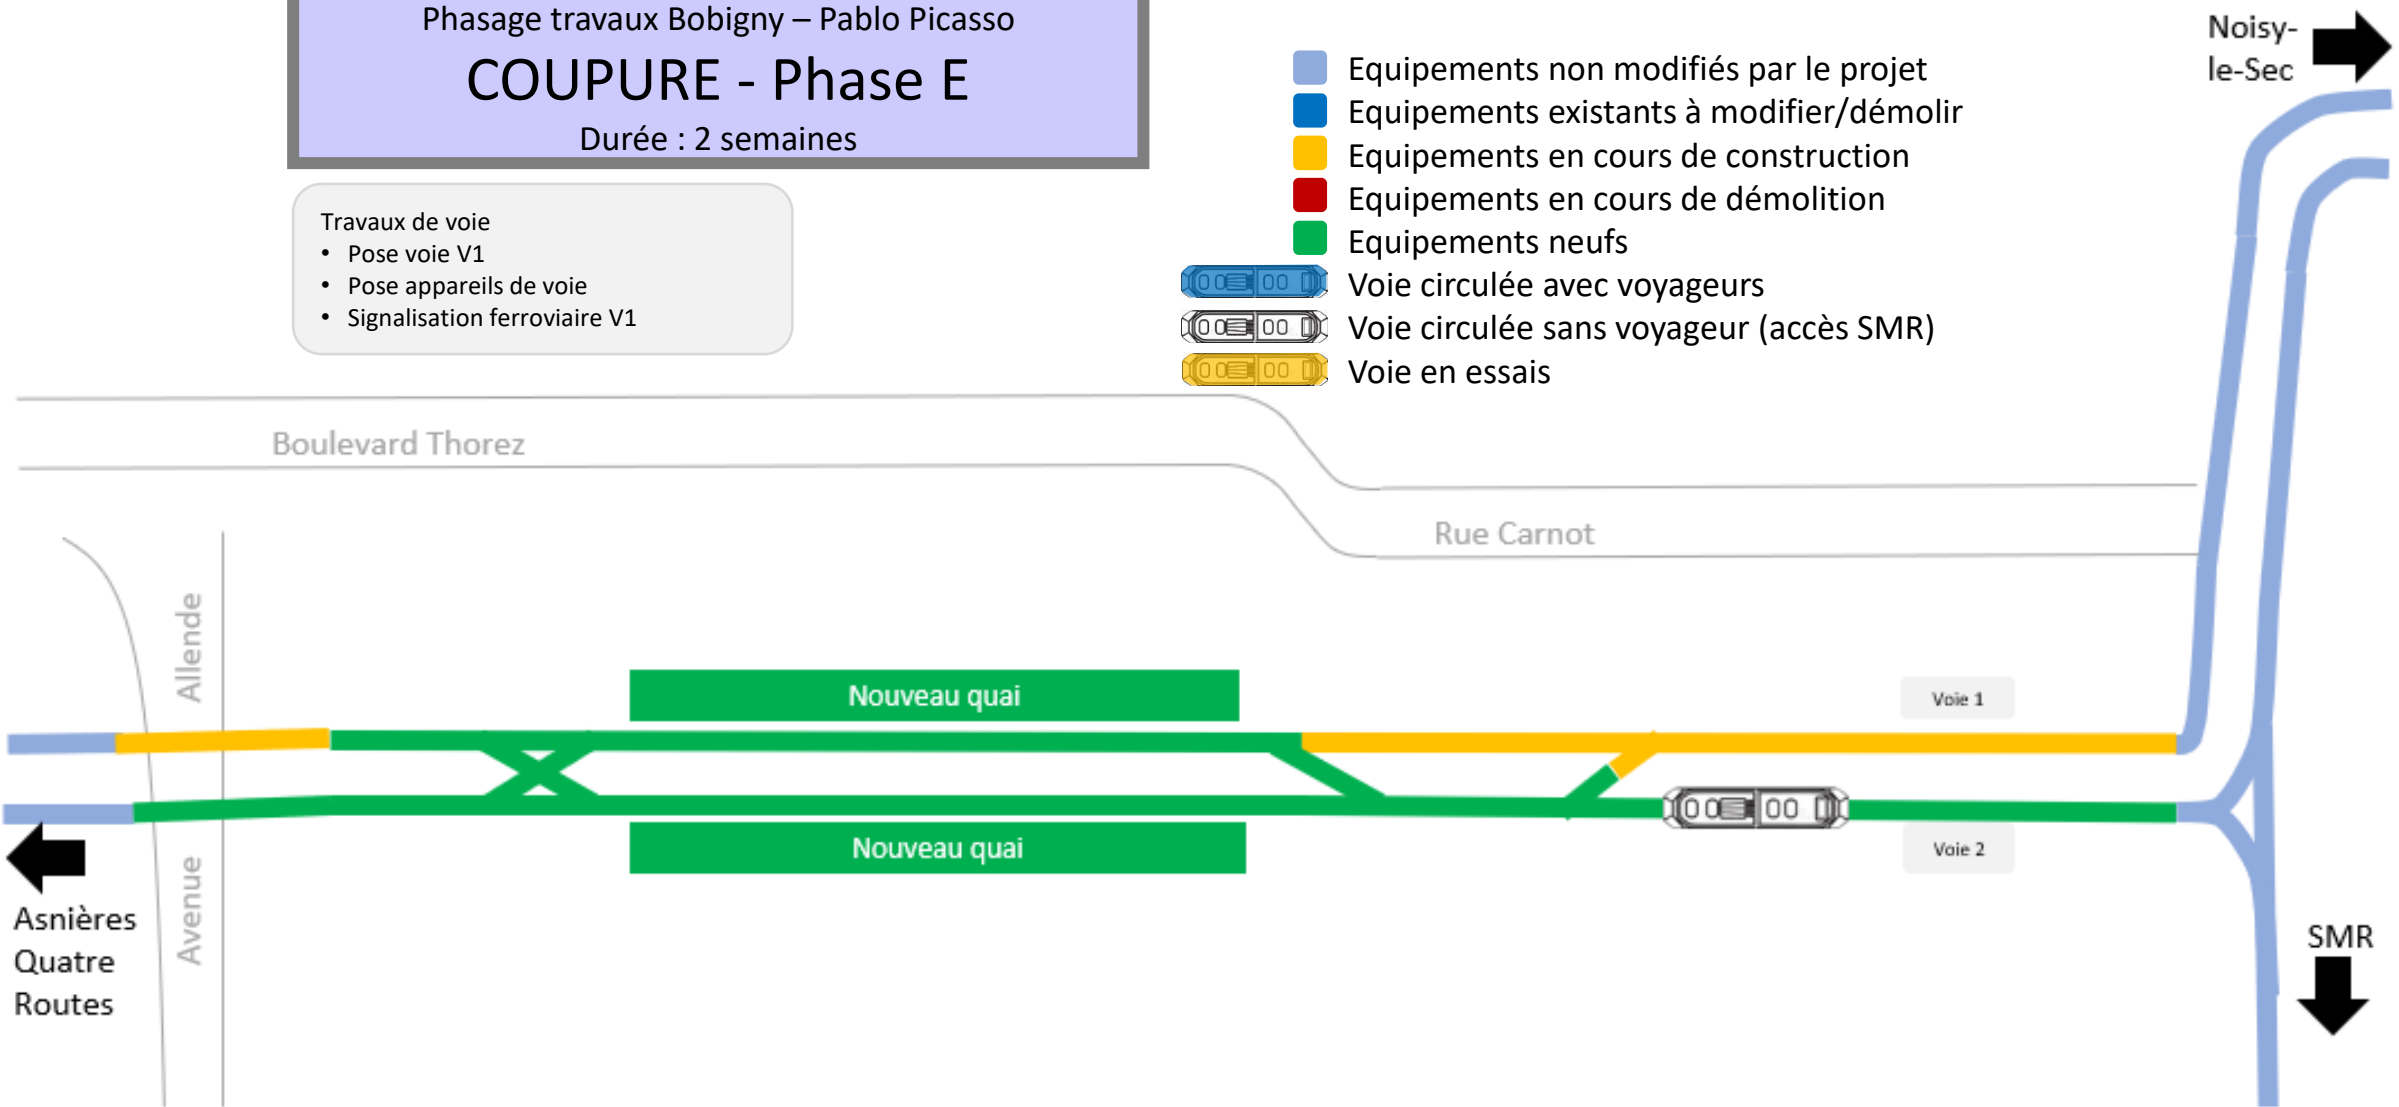 Phasage travaux Bobigny – Pablo Picasso
COUPURE - Phase E
Durée : 2 semaines
Travaux de voie
• Pose voie V1
• Pose appareils de voie
• Signalisation ferroviaire V1
Equipements non modifiés par le projet
Equipements existants à modifier/démolir
Equipements en cours de construction
Equipements en cours de démolition
Equipements neufs
Voie circulée avec voyageurs
Voie circulée sans voyageur (accès SMR)
Voie en essais
Noisy-
le-Sec
Boulevard Thorez
Rue Carnot
Allende
Avenue
Nouveau quai
Voie 1
Nouveau quai
Voie 2
Asnières
Quatre
Routes
SMR